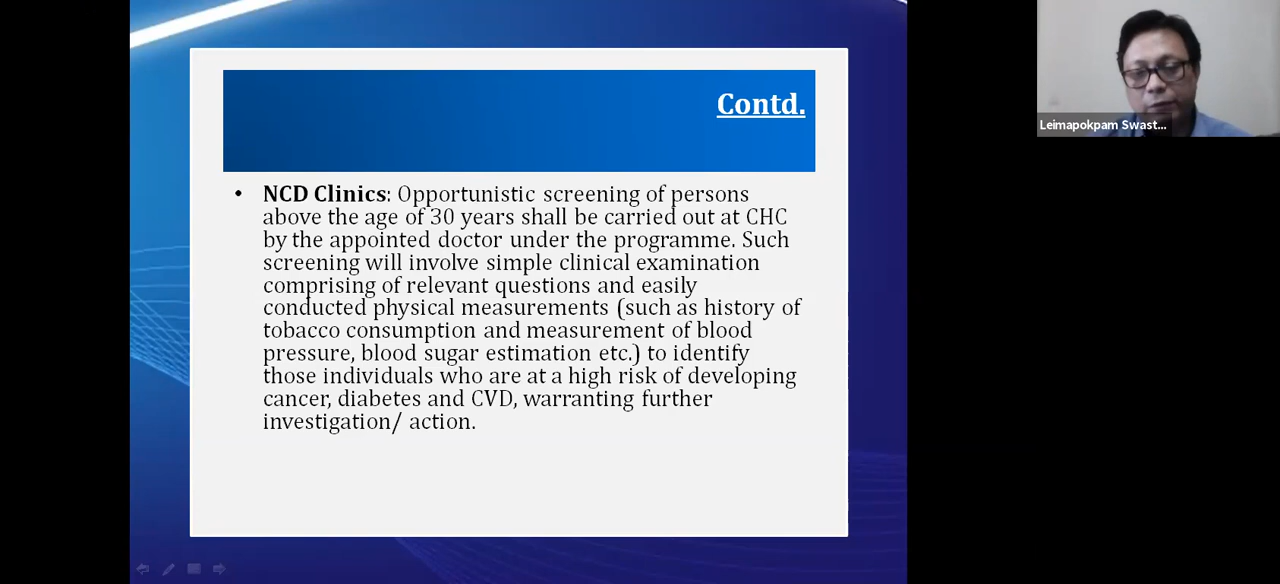 Contd.
• NCD Clinics: Opportunistic screening of persons
above the age of 30 years shall be carried out at CHC
by the appointed doctor under the programme. Such
screening will involve simple clinical examination
comprising of relevant questions and easily
conducted physical measurements (such as history of
tobacco consumption and measurement of blood
pressure, blood sugar estimation etc.) to identify
those individuals who are at a high risk of developing
cancer, diabetes and CVD, warranting further
investigation/ action.
Leimapokpam Swast...